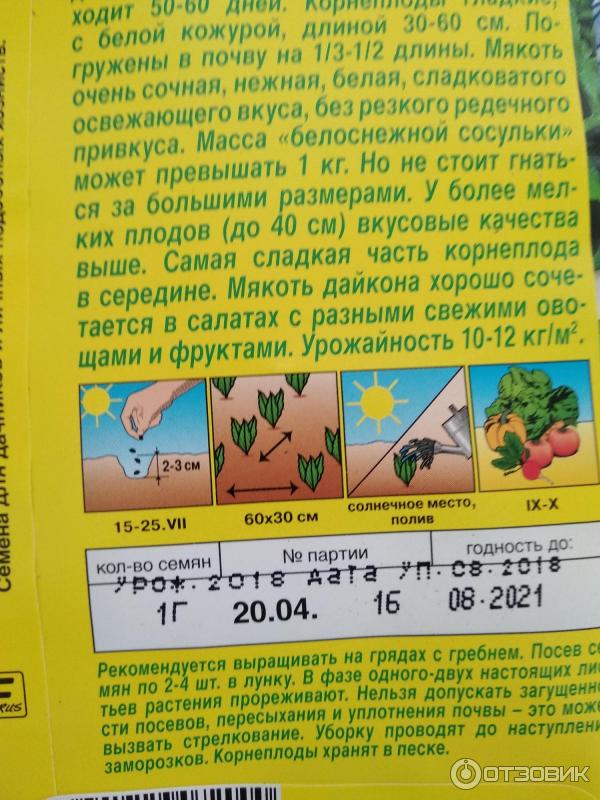 ходит 50-60 дней. Корнеплоды гладкие,
с белой кожурой, длиной 30-60 см. По-
гружены в почву на 1/3-1/2 длины. Мякоть
очень сочная, нежная, белая, сладковатого
освежающего вкуса, без резкого редечного
привкуса. Масса «белоснежной сосульки»
может превышать 1 кг. Но не стоит гнать-
ся за большими размерами. У более мел-
ких плодов (до 40 см) вкусовые качества
выше. Самая сладкая часть корнеплода
в середине. Мякоть дайкона хорошо соче-
тается в салатах с разными свежими ово-
щами и фруктами. Урожайность 10-12 кг/м².
2-3 см
15-25.VII
60х30 см
солнечное место,
полив
IX-X
кол-во семян
№ партии
годность до:
УРОЖ. 2018 ДАТА УП. 08.2018
1Г 20.04. 16 08.2021
Рекомендуется выращивать на грядах с гребнем. Посев се
мян по 2-4 шт. в лунку. В фазе одного-двух настоящих лис
тьев растения прореживают. Нельзя допускать загущенно
сти посевов, пересыхания и уплотнения почвы – это може
вызвать стрелкование. Уборку проводят до наступлени
заморозков. Корнеплоды хранят в песке.
Семена для дачников и личных подсобных хозяйств.
RUS
ОТЗОВИК